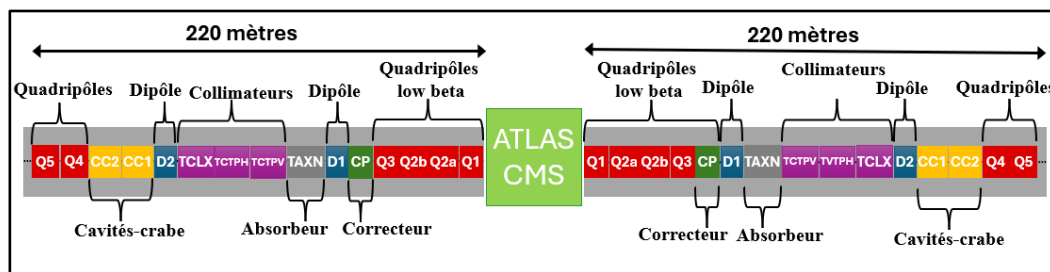 220 mètres
220 mètres
Quadripôles
Dipôle
Collimateurs
Dipôle
Quadripôles
low beta
Quadripôles
low beta
Dipôle
Collimateurs
Dipôle
Quadripôles
... Q5 Q4 CC2 CC1 D2 TCLX TCTPH TCTPV TAXN D1 CP Q3 Q2b Q2a Q1
ATLAS
CMS
Q1 Q2a Q2b Q3 CP D1 TAXN TCTPV TVTPH TCLX D2 CC1 CC2 Q4 Q5 ...
Cavités-crabe
Absorbeur
Correcteur
Correcteur
Absorbeur
Cavités-crabe